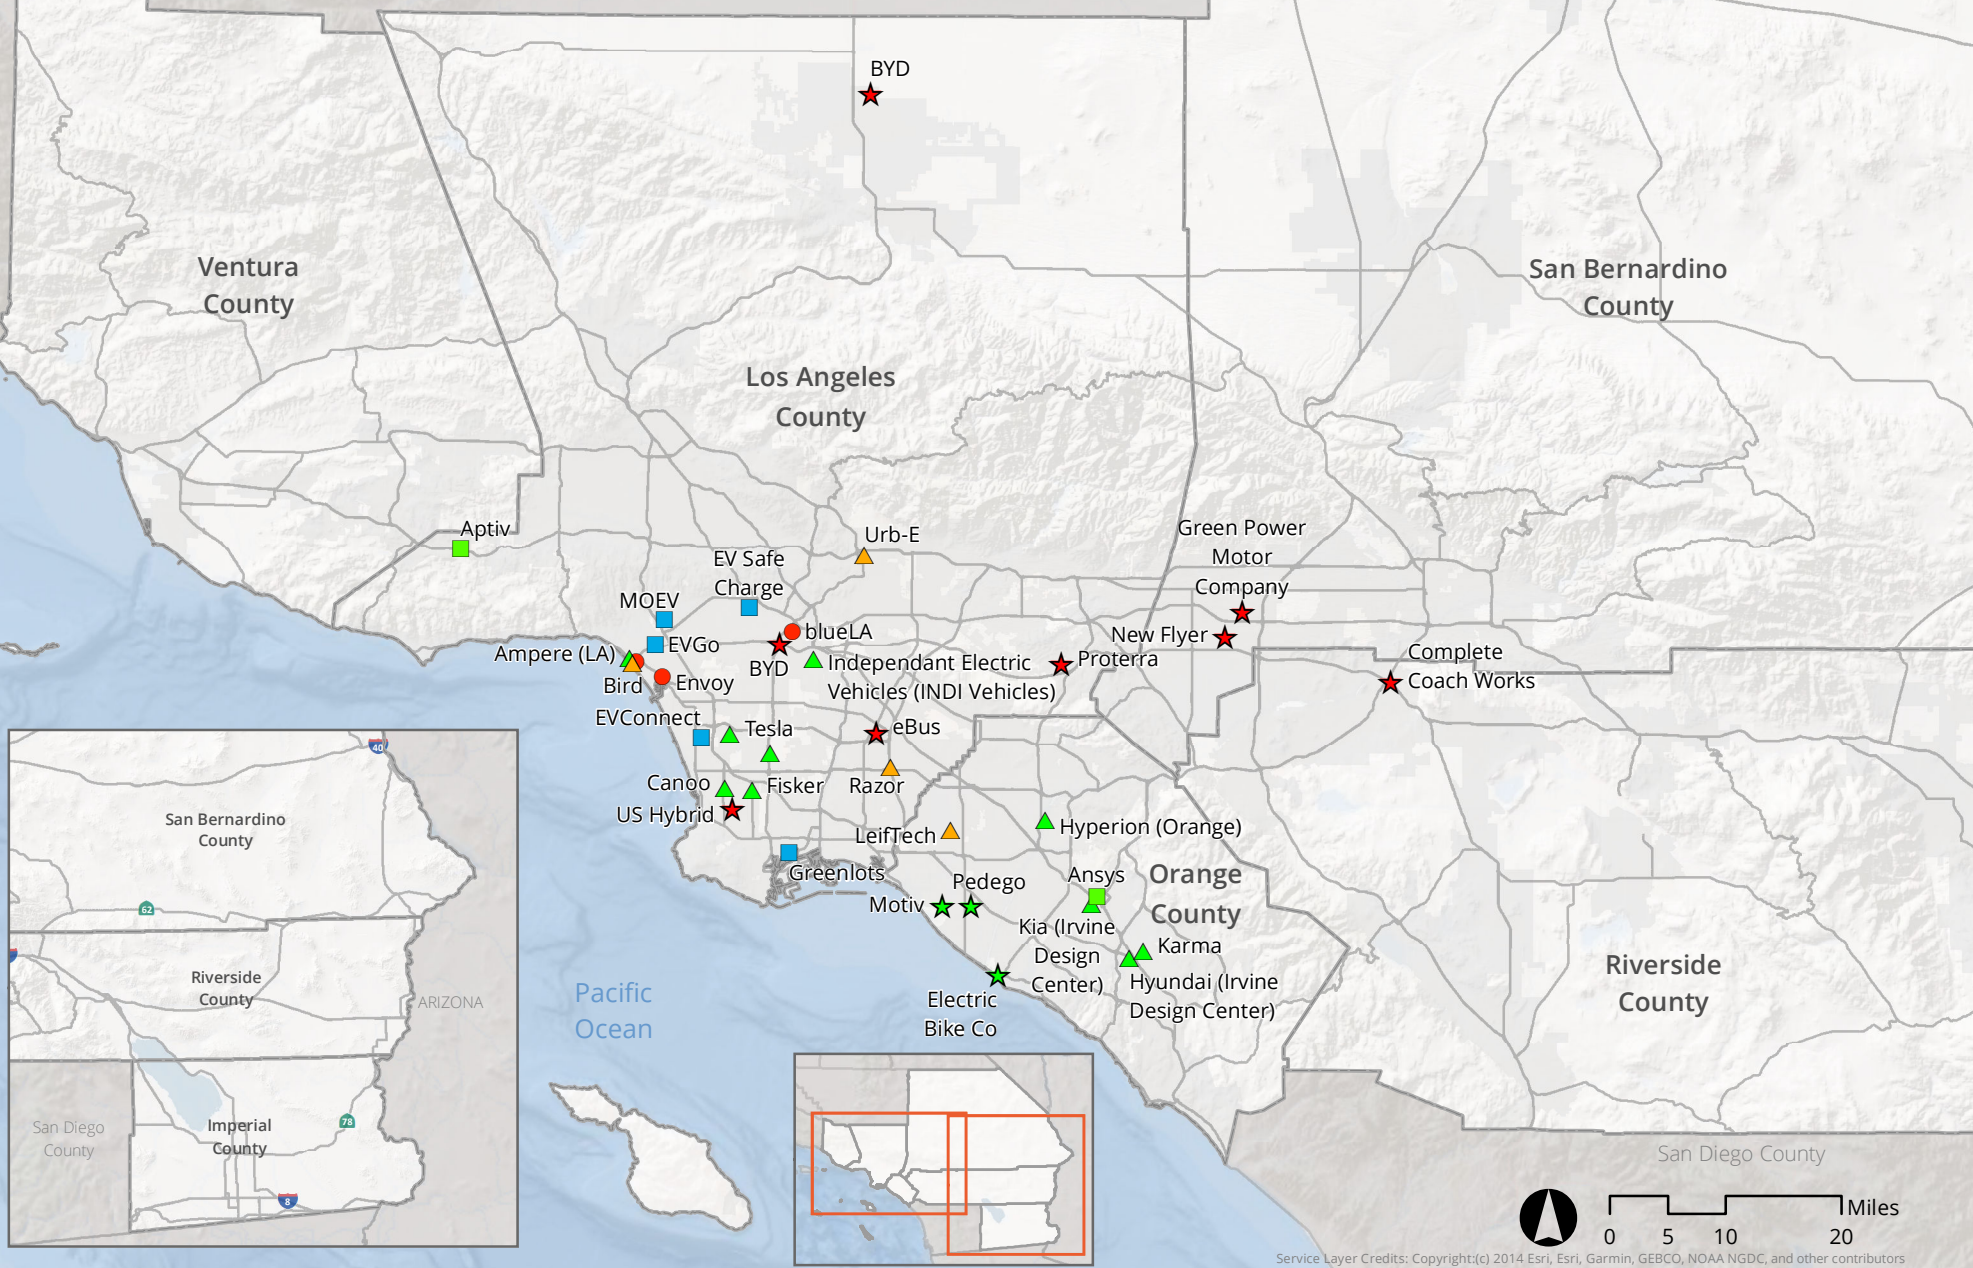 BYD
Ventura
County
San Bernardino
County
Los Angeles
County
Aptiv
Urb-E
Green Power
Motor
Company
EV Safe
Charge
MOEV
EVGo
blueLA
New Flyer
Ampere (LA)
BYD
Independant Electric
Vehicles (INDI Vehicles)
Proterra
Complete
Coach Works
Bird
Envoy
EVConnect
Tesla
eBus
Canoo
Fisker
Razor
US Hybrid
LeifTech
Hyperion (Orange)
Greenlots
Ansys
Orange
County
Pedego
Motiv
Kia (Irvine
Design
Center)
Karma
Hyundai (Irvine
Design Center)
Electric
Bike Co
Riverside
County
Pacific
Ocean
40
San Bernardino
County
62
Riverside
County
ARIZONA
San Diego
County
Imperial
County
78
8
San Diego County
Miles
0 5 10 20
Service Layer Credits: Copyright:(c) 2014 Esri, Esri, Garmin, GEBCO, NOAA NGDC, and other contributors